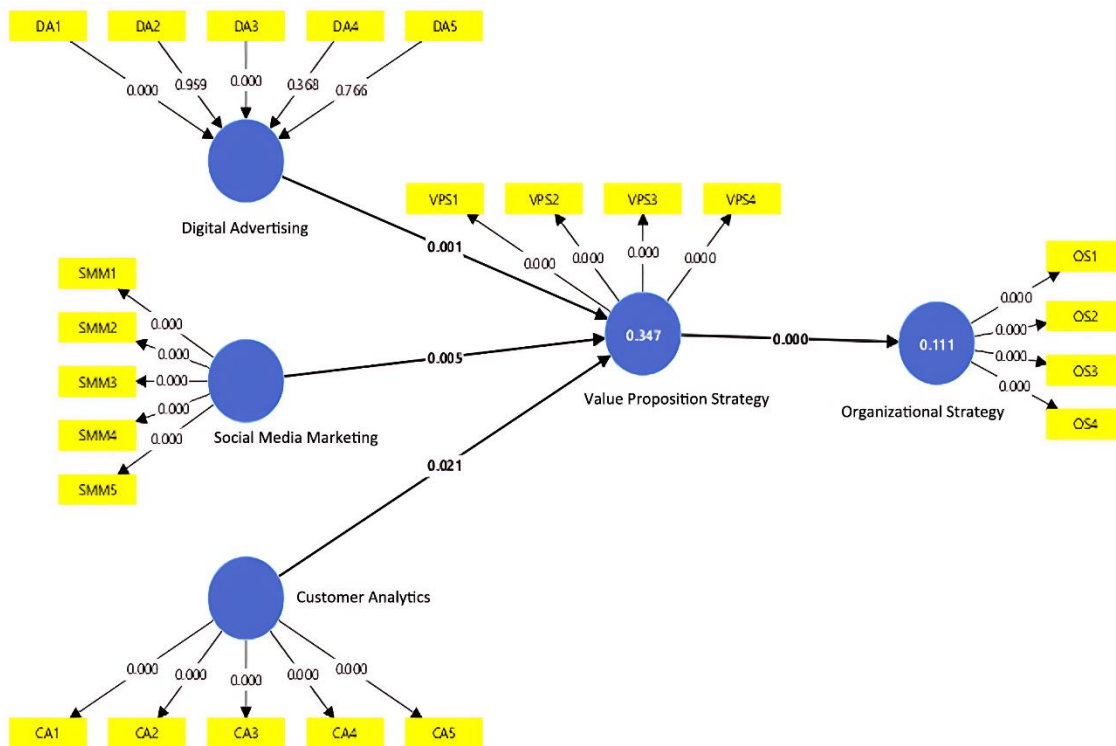 DA1 DA2 DA3 DA4 DA5
0.000 0.959 0.000 0.368 0.766
Digital Advertising
0.001
VPS1 VPS2 VPS3 VPS4
0.000 0.000 0.000 0.000
SMM1
SMM2
SMM3
SMM4
SMM5
0.000
0.000
0.000
0.000
0.000
Social Media Marketing
0.005
0.347
Value Proposition Strategy
0.000
0.111
Organizational Strategy
0.000
0.000
0.000
0.000
OS1
OS2
OS3
OS4
0.021
Customer Analytics
0.000 0.000 0.000 0.000 0.000
CA1 CA2 CA3 CA4 CA5